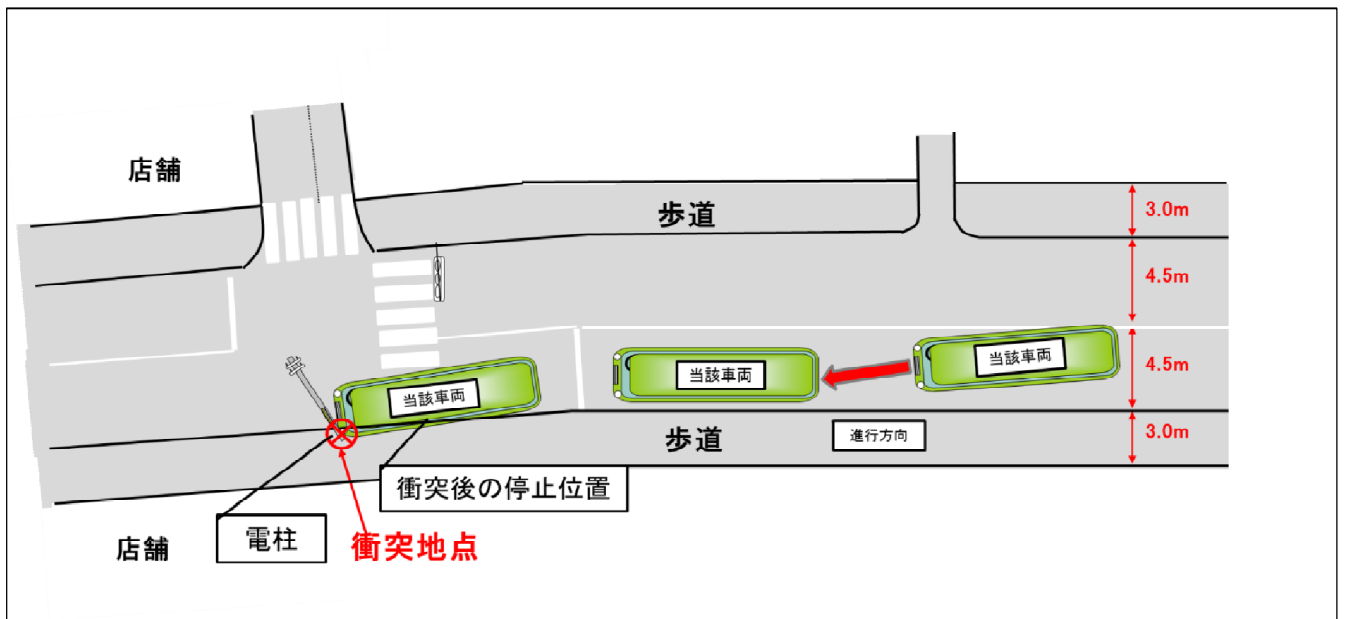 店舗
歩道
3.0m
4.5m
当該車両
当該車両
当該車両
4.5m
歩道
進行方向
3.0m
衝突後の停止位置
電柱
衝突地点
店舗